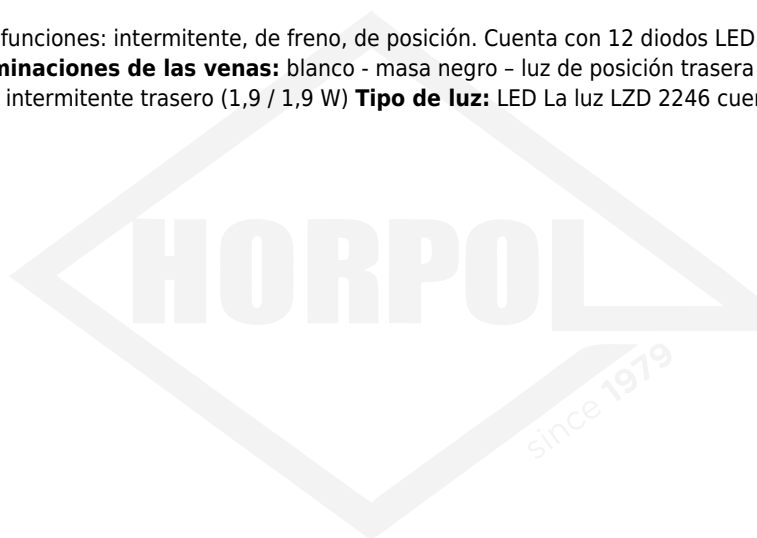 funciones: intermitente, de freno, de posición. Cuenta con 12 diodos LED
minaciones de las venas: blanco - masa negro – luz de posición trasera
intermitente trasero (1,9 / 1,9 W) Tipo de luz: LED La luz LZD 2246 cuer
HORPOL
since 1979